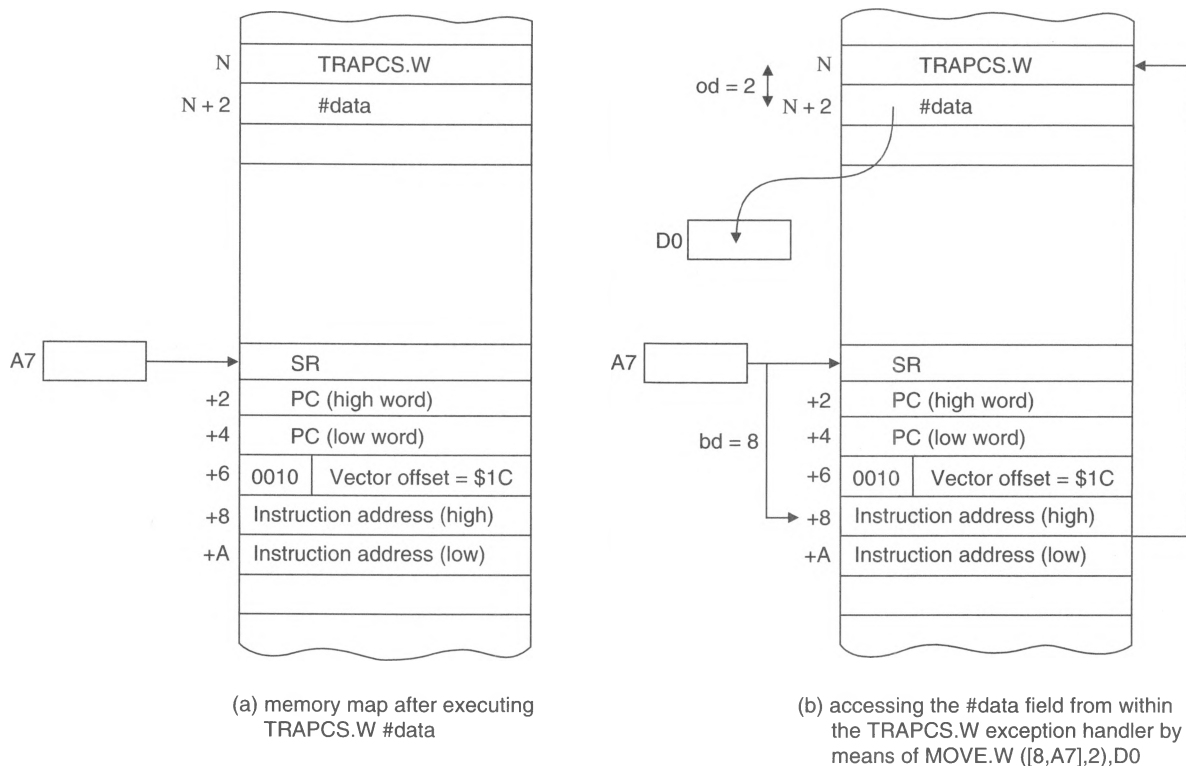 N
TRAPCS.W
N + 2
#data
A7
SR
+2
PC (high word)
+4
PC (low word)
+6
0010
Vector offset = $1C
+8
Instruction address (high)
+A
Instruction address (low)
(a) memory map after executing
TRAPCS.W #data
N
TRAPCS.W
od = 2
N + 2
#data
D0
A7
SR
+2
PC (high word)
bd = 8
+4
PC (low word)
+6
0010
Vector offset = $1C
+8
Instruction address (high)
+A
Instruction address (low)
(b) accessing the #data field from within
the TRAPCS.W exception handler by
means of MOVE.W ([8,A7],2),D0